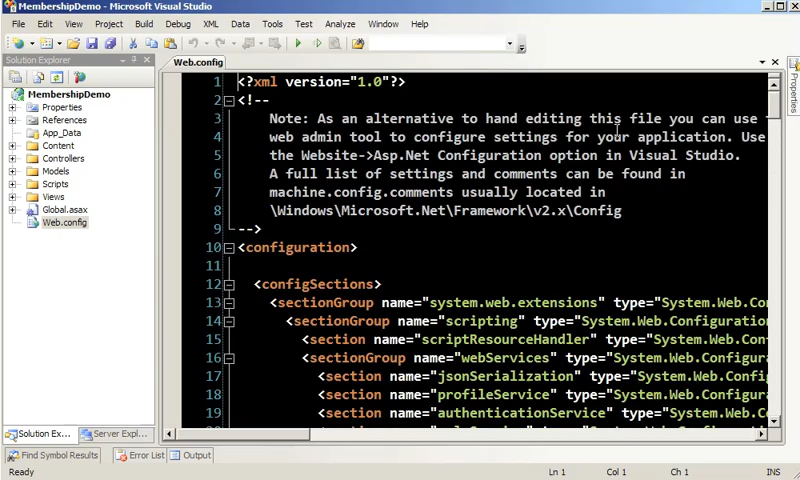 MembershipDemo - Microsoft Visual Studio
File Edit View Project Build Debug XML Data Tools Test Analyze Window Help
Solution Explorer
Web.config
Properties
MembershipDemo
Properties
References
App_Data
Content
Controllers
Models
Scripts
Views
Global.asax
Web.config
1 <?xml version="1.0"?>
2 <!--
3 Note: As an alternative to hand editing this file you can use
4 web admin tool to configure settings for your application. Use
5 the Website->Asp.Net Configuration option in Visual Studio.
6 A full list of settings and comments can be found in
7 machine.config.comments usually located in
8 \Windows\Microsoft.Net\Framework\v2.x\Config
9 -->
10 <configuration>
11
12 <configSections>
13 <sectionGroup name="system.web.extensions" type="System.Web.Co
14 <sectionGroup name="scripting" type="System.Web.Configuration
15 <section name="scriptResourceHandler" type="System.Web.Co
16 <sectionGroup name="webServices" type="System.Web.Configura
17 <section name="jsonSerialization" type="System.Web.Config
18 <section name="profileService" type="System.Web.Configura
19 <section name="authenticationService" type="System.Web.Co
Solution Ex... Server Expl...
Find Symbol Results Error List Output
Ready Ln 1 Col 1 Ch 1 INS